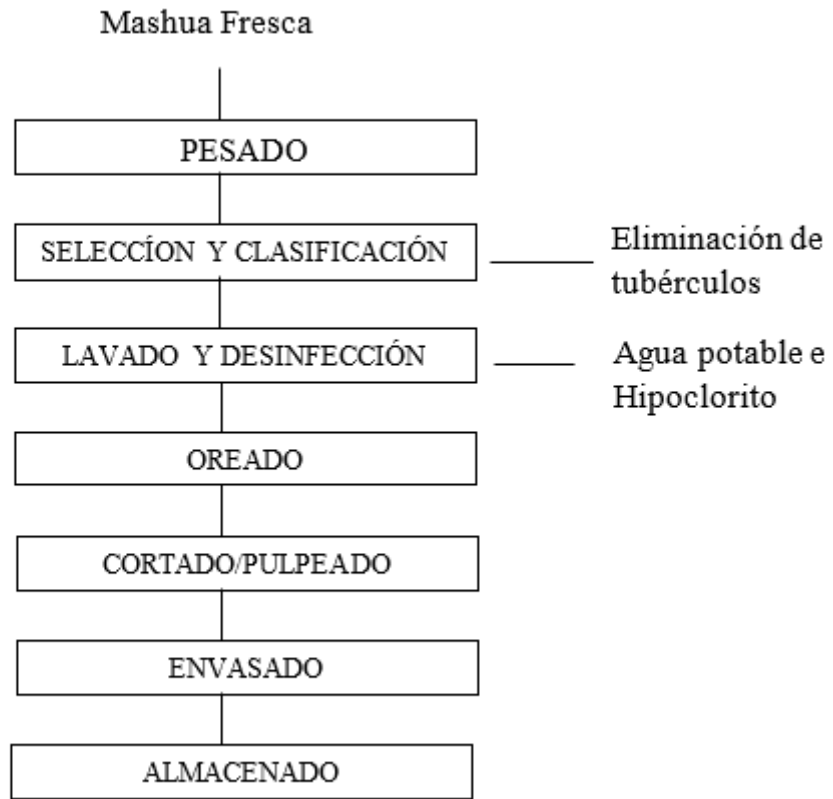 Mashua Fresca
PESADO
SELECCÍON Y CLASIFICACIÓN
Eliminación de
tubérculos
LAVADO Y DESINFECCIÓN
Agua potable e
Hipoclorito
OREADO
CORTADO/PULPEADO
ENVASADO
ALMACENADO